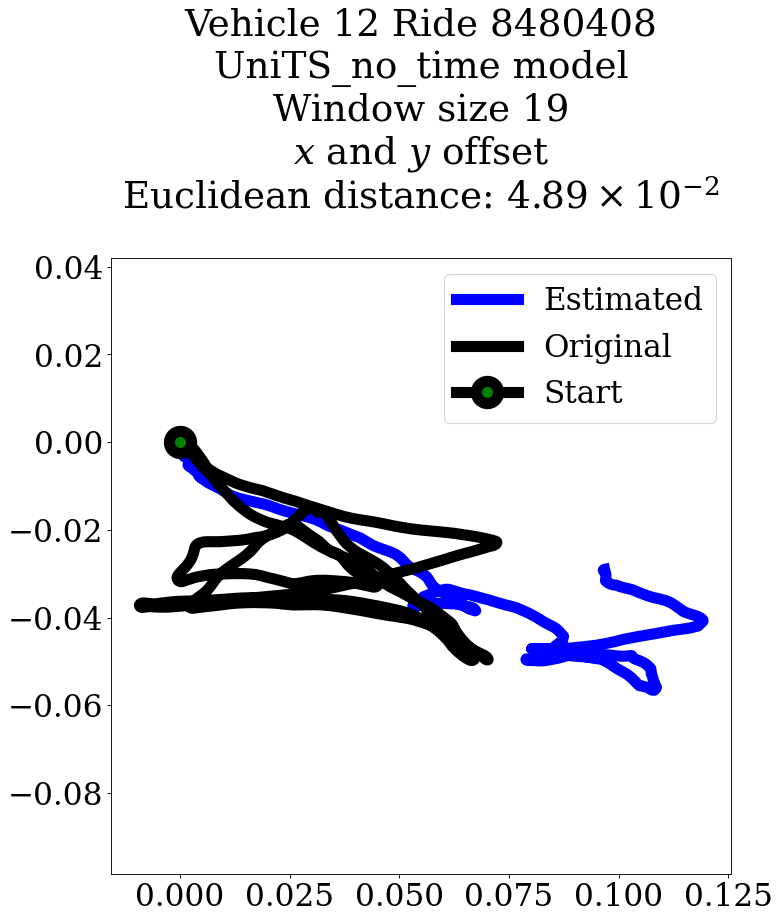 Vehicle 12 Ride 8480408
UniTS_no_time model
Window size 19
x and y offset
Euclidean distance: 4.89 × 10⁻²
Estimated
Original
Start
0.04
0.02
0.00
−0.02
−0.04
−0.06
−0.08
0.000 0.025 0.050 0.075 0.100 0.125